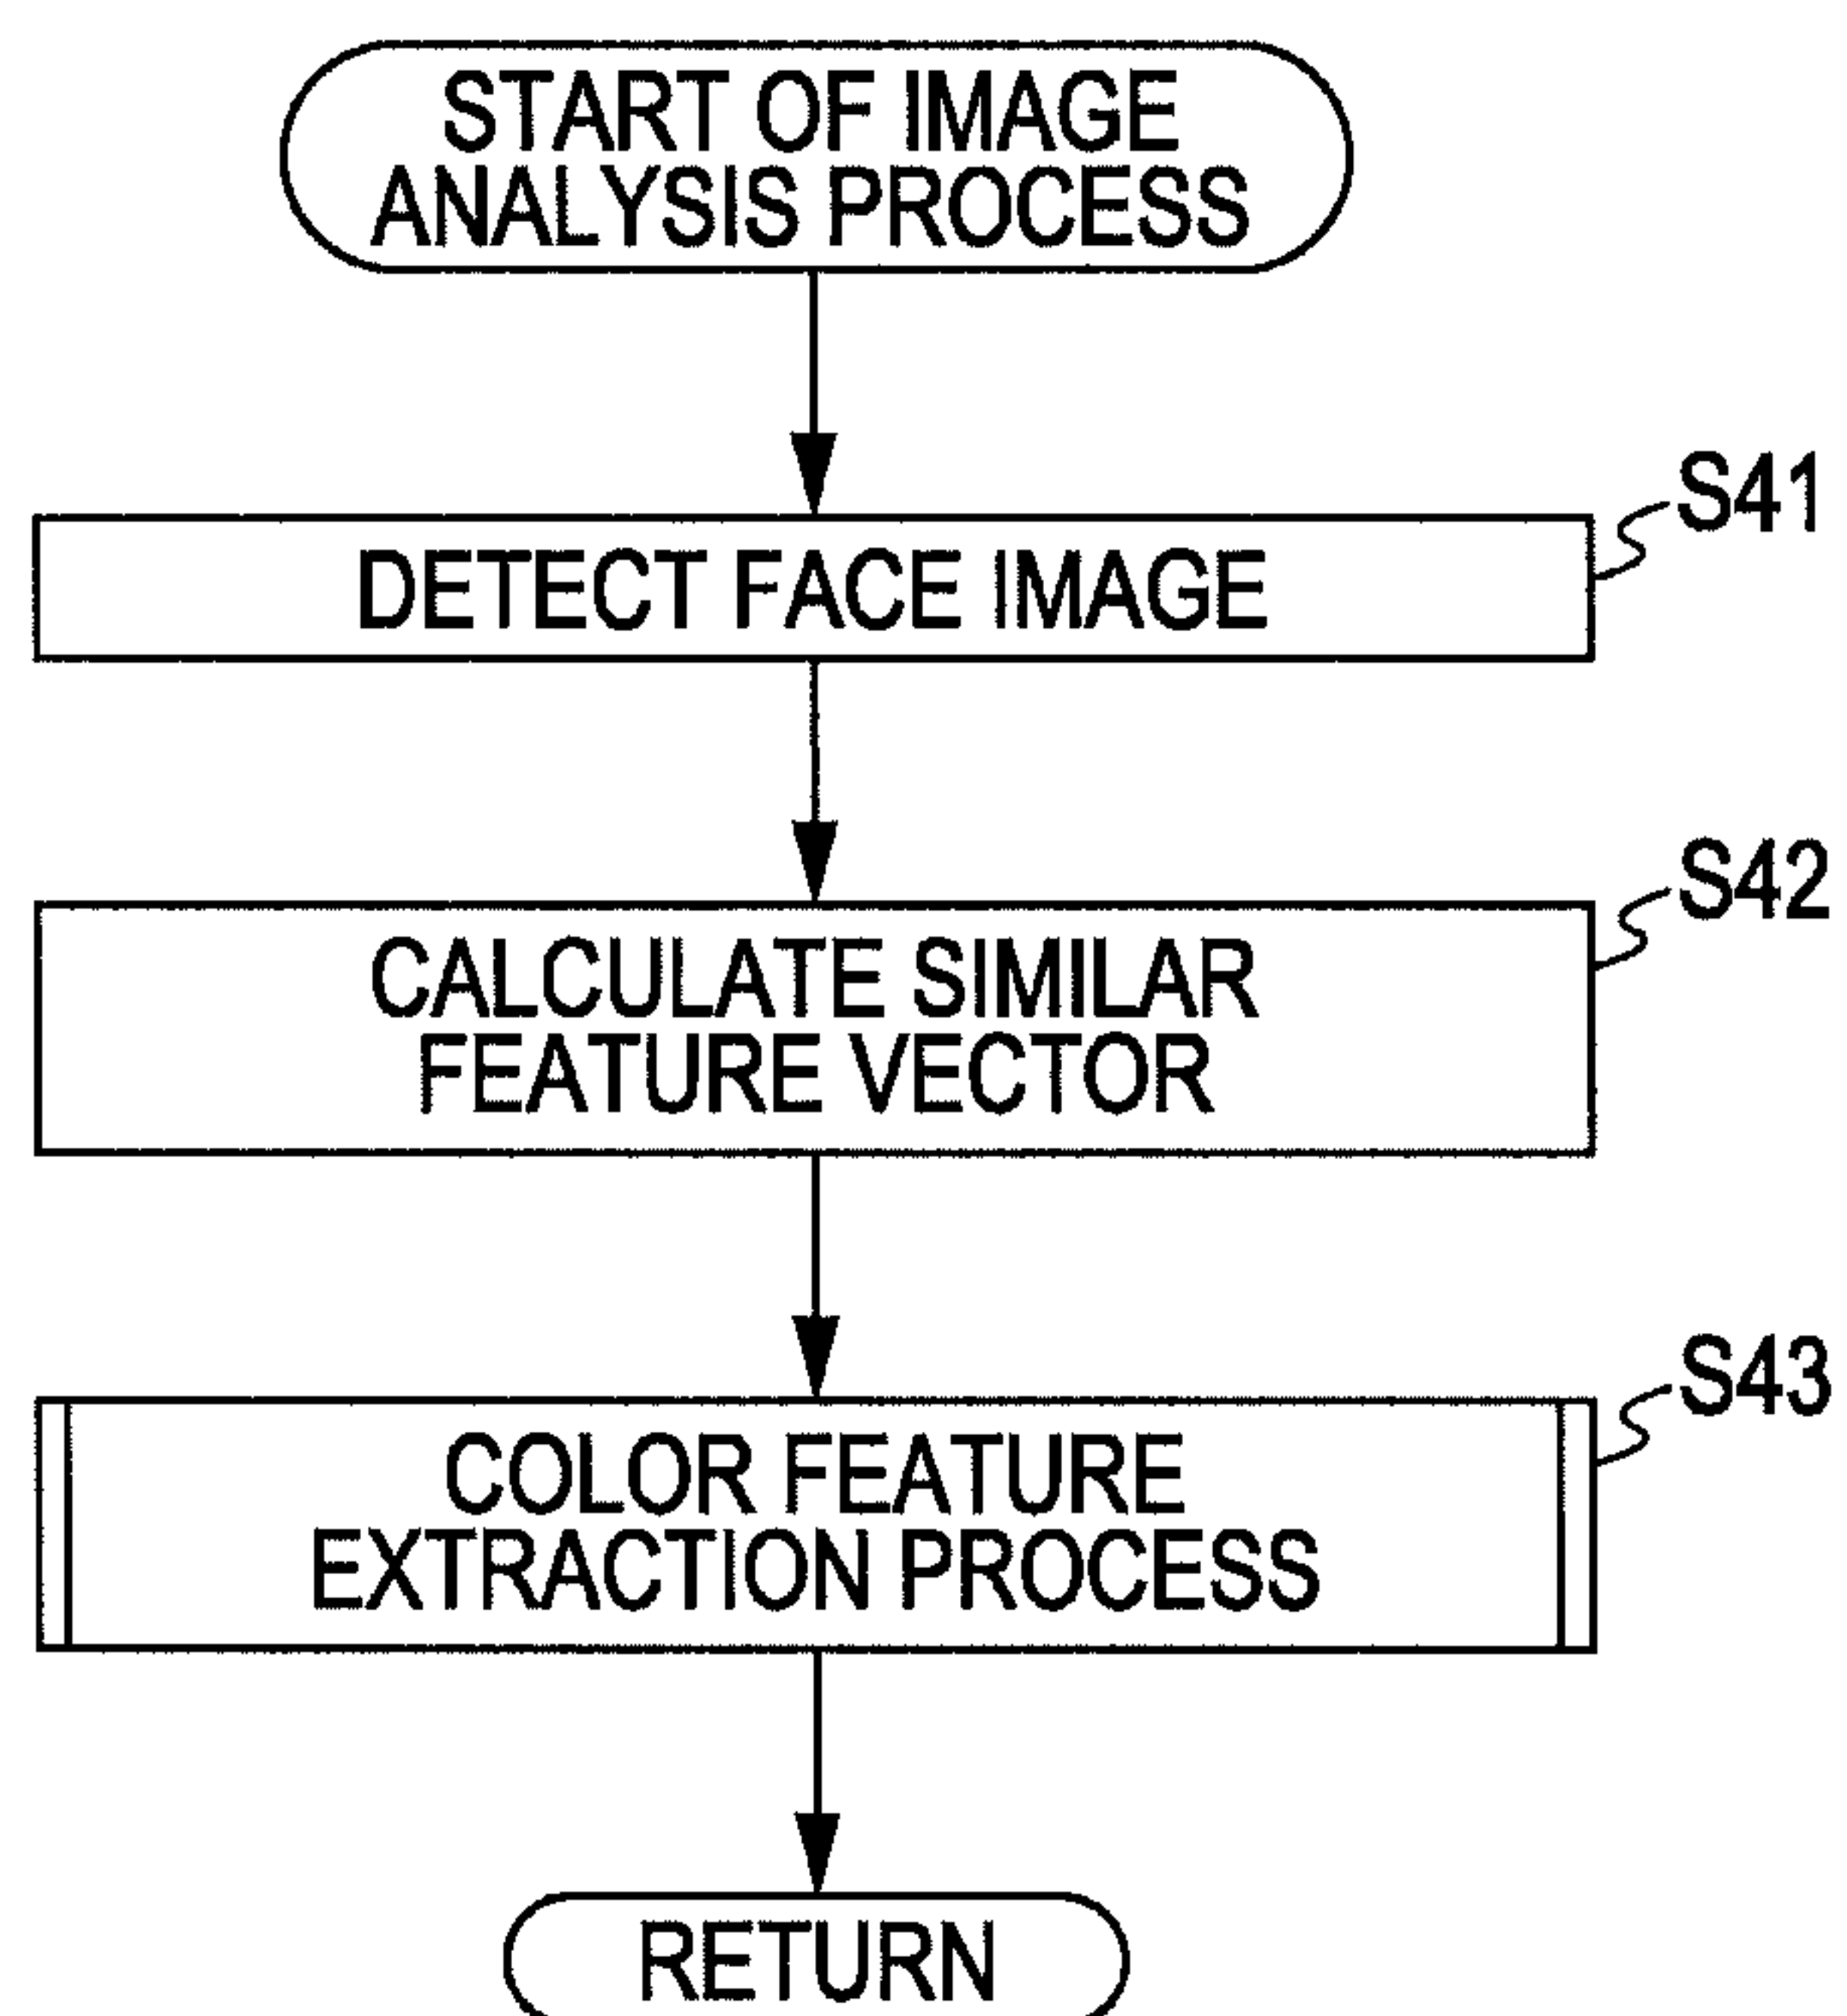 START OF IMAGE
ANALYSIS PROCESS
S41
DETECT FACE IMAGE
S42
CALCULATE SIMILAR
FEATURE VECTOR
S43
COLOR FEATURE
EXTRACTION PROCESS
RETURN